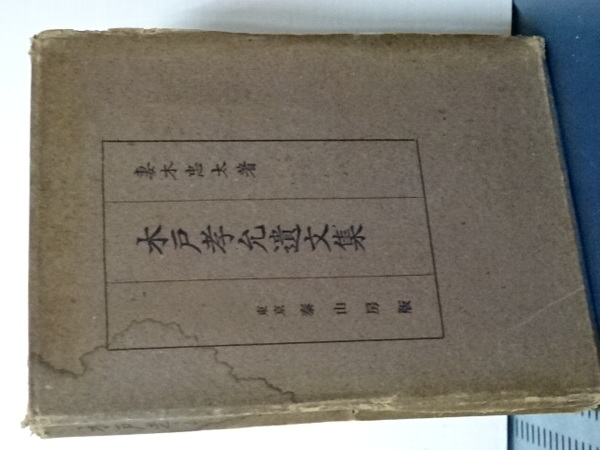 妻木忠太著
木戸孝允遺文集
東京 泰山房版